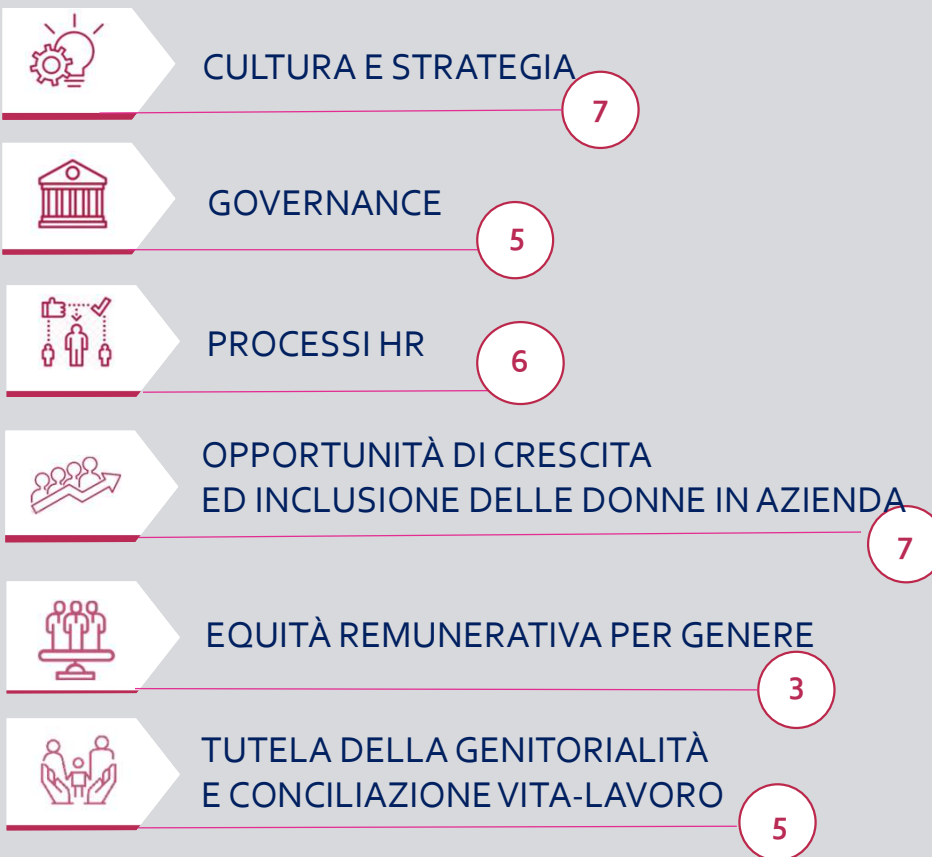 CULTURA E STRATEGIA
7
GOVERNANCE
5
PROCESSI HR
6
OPPORTUNITÀ DI CRESCITA
ED INCLUSIONE DELLE DONNE IN AZIENDA
7
EQUITÀ REMUNERATIVA PER GENERE
3
TUTELA DELLA GENITORIALITÀ
E CONCILIAZIONE VITA-LAVORO
5